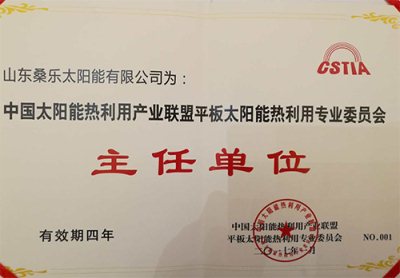 CSTIA
山东桑乐太阳能有限公司为：
中国太阳能热利用产业联盟平板太阳能热利用专业委员会
主任单位
有效期四年
中国太阳能热利用产业联盟
平板太阳能热利用专业委员会
NO.001